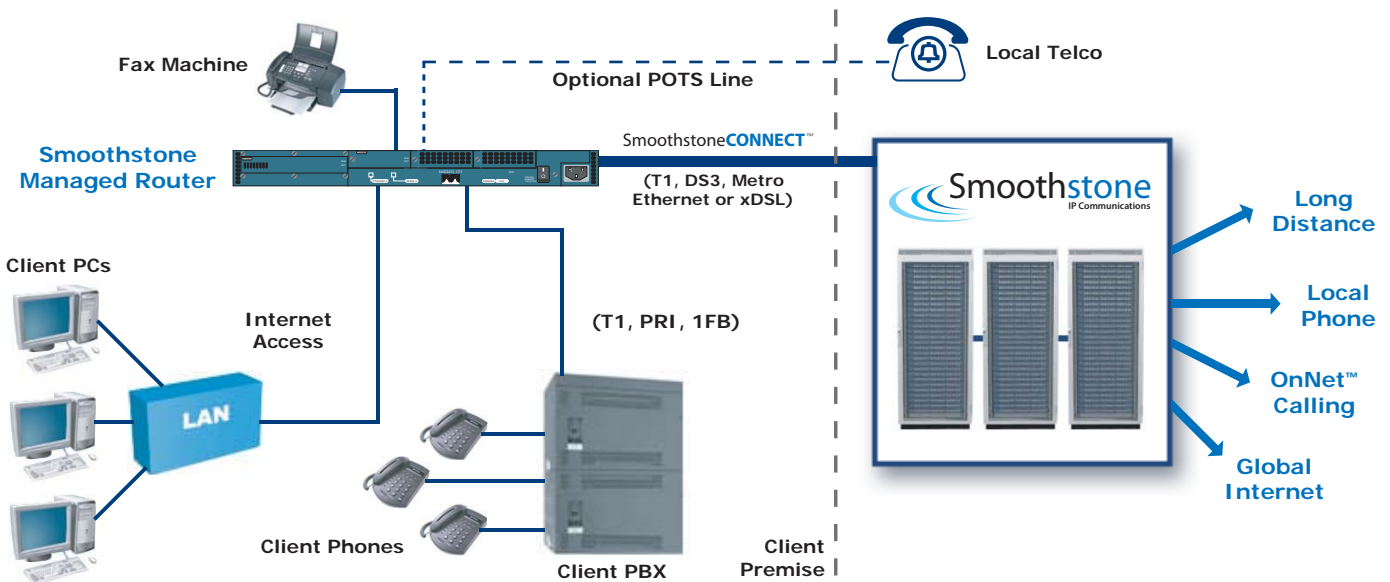 Fax Machine
Optional POTS Line
Local Telco
Smoothstone
Managed Router
SmoothstoneCONNECT™
(T1, DS3, Metro
Ethernet or xDSL)
Smoothstone
IP Communications
Long
Distance
Local
Phone
OnNet™
Calling
Global
Internet
Client PCs
Internet
Access
(T1, PRI, 1FB)
LAN
Client Phones
Client PBX
Client
Premise